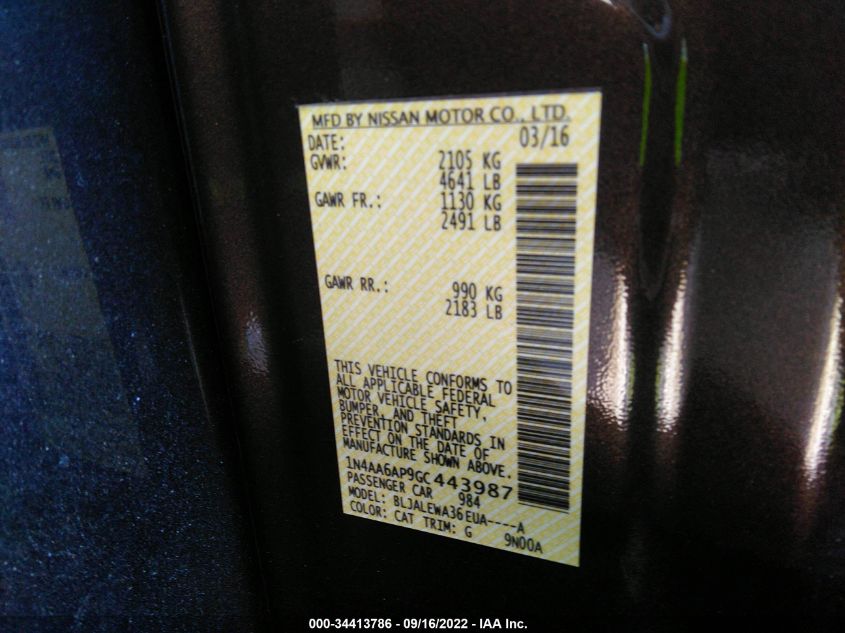 MFD BY NISSAN MOTOR CO., LTD.
DATE: 03/16
GVWR: 2105 KG
4641 LB
GAWR FR.: 1130 KG
2491 LB
GAWR RR.: 990 KG
2183 LB
THIS VEHICLE CONFORMS TO
ALL APPLICABLE FEDERAL
MOTOR VEHICLE SAFETY,
BUMPER, AND THEFT
PREVENTION STANDARDS IN
EFFECT ON THE DATE OF
MANUFACTURE SHOWN ABOVE.
1N4AA6AP9GC443987
PASSENGER CAR 984
MODEL: BLJALEWA36EUA----A
COLOR: CAT TRIM: G 9N00A
000-34413786 - 09/16/2022 - IAA Inc.